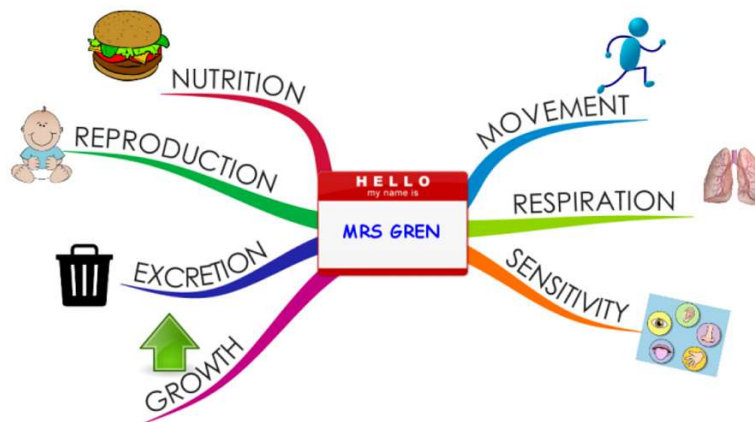 HELLO
my name is
MRS GREN
MOVEMENT
RESPIRATION
SENSITIVITY
GROWTH
EXCRETION
REPRODUCTION
NUTRITION